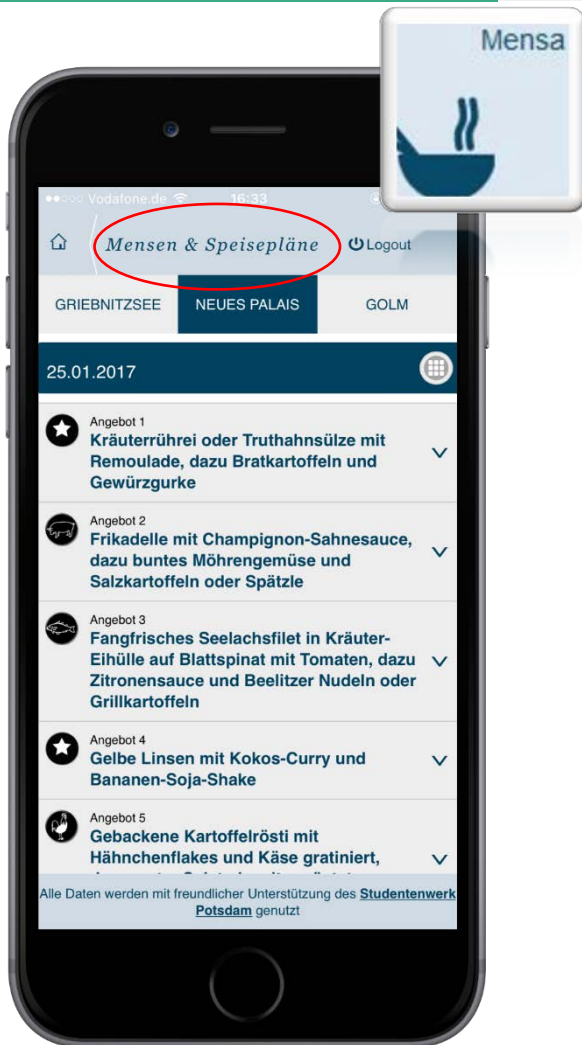 Mensa
Vodafone.de 16:33
Mensen & Speisepläne
Logout
GRIEBNITZSEE NEUES PALAIS GOLM
25.01.2017
Angebot 1
Kräuterrührei oder Truthahnsülze mit
Remoulade, dazu Bratkartoffeln und
Gewürzgurke
Angebot 2
Frikadelle mit Champignon-Sahnesauce,
dazu buntes Möhrengemüse und
Salzkartoffeln oder Spätzle
Angebot 3
Fangfrisches Seelachsfilet in Kräuter-
Eihülle auf Blattspinat mit Tomaten, dazu
Zitronensauce und Beelitzer Nudeln oder
Grillkartoffeln
Angebot 4
Gelbe Linsen mit Kokos-Curry und
Bananen-Soja-Shake
Angebot 5
Gebackene Kartoffelrösti mit
Hähnchenflakes und Käse gratiniert,
Alle Daten werden mit freundlicher Unterstützung des Studentenwerk
Potsdam genutzt